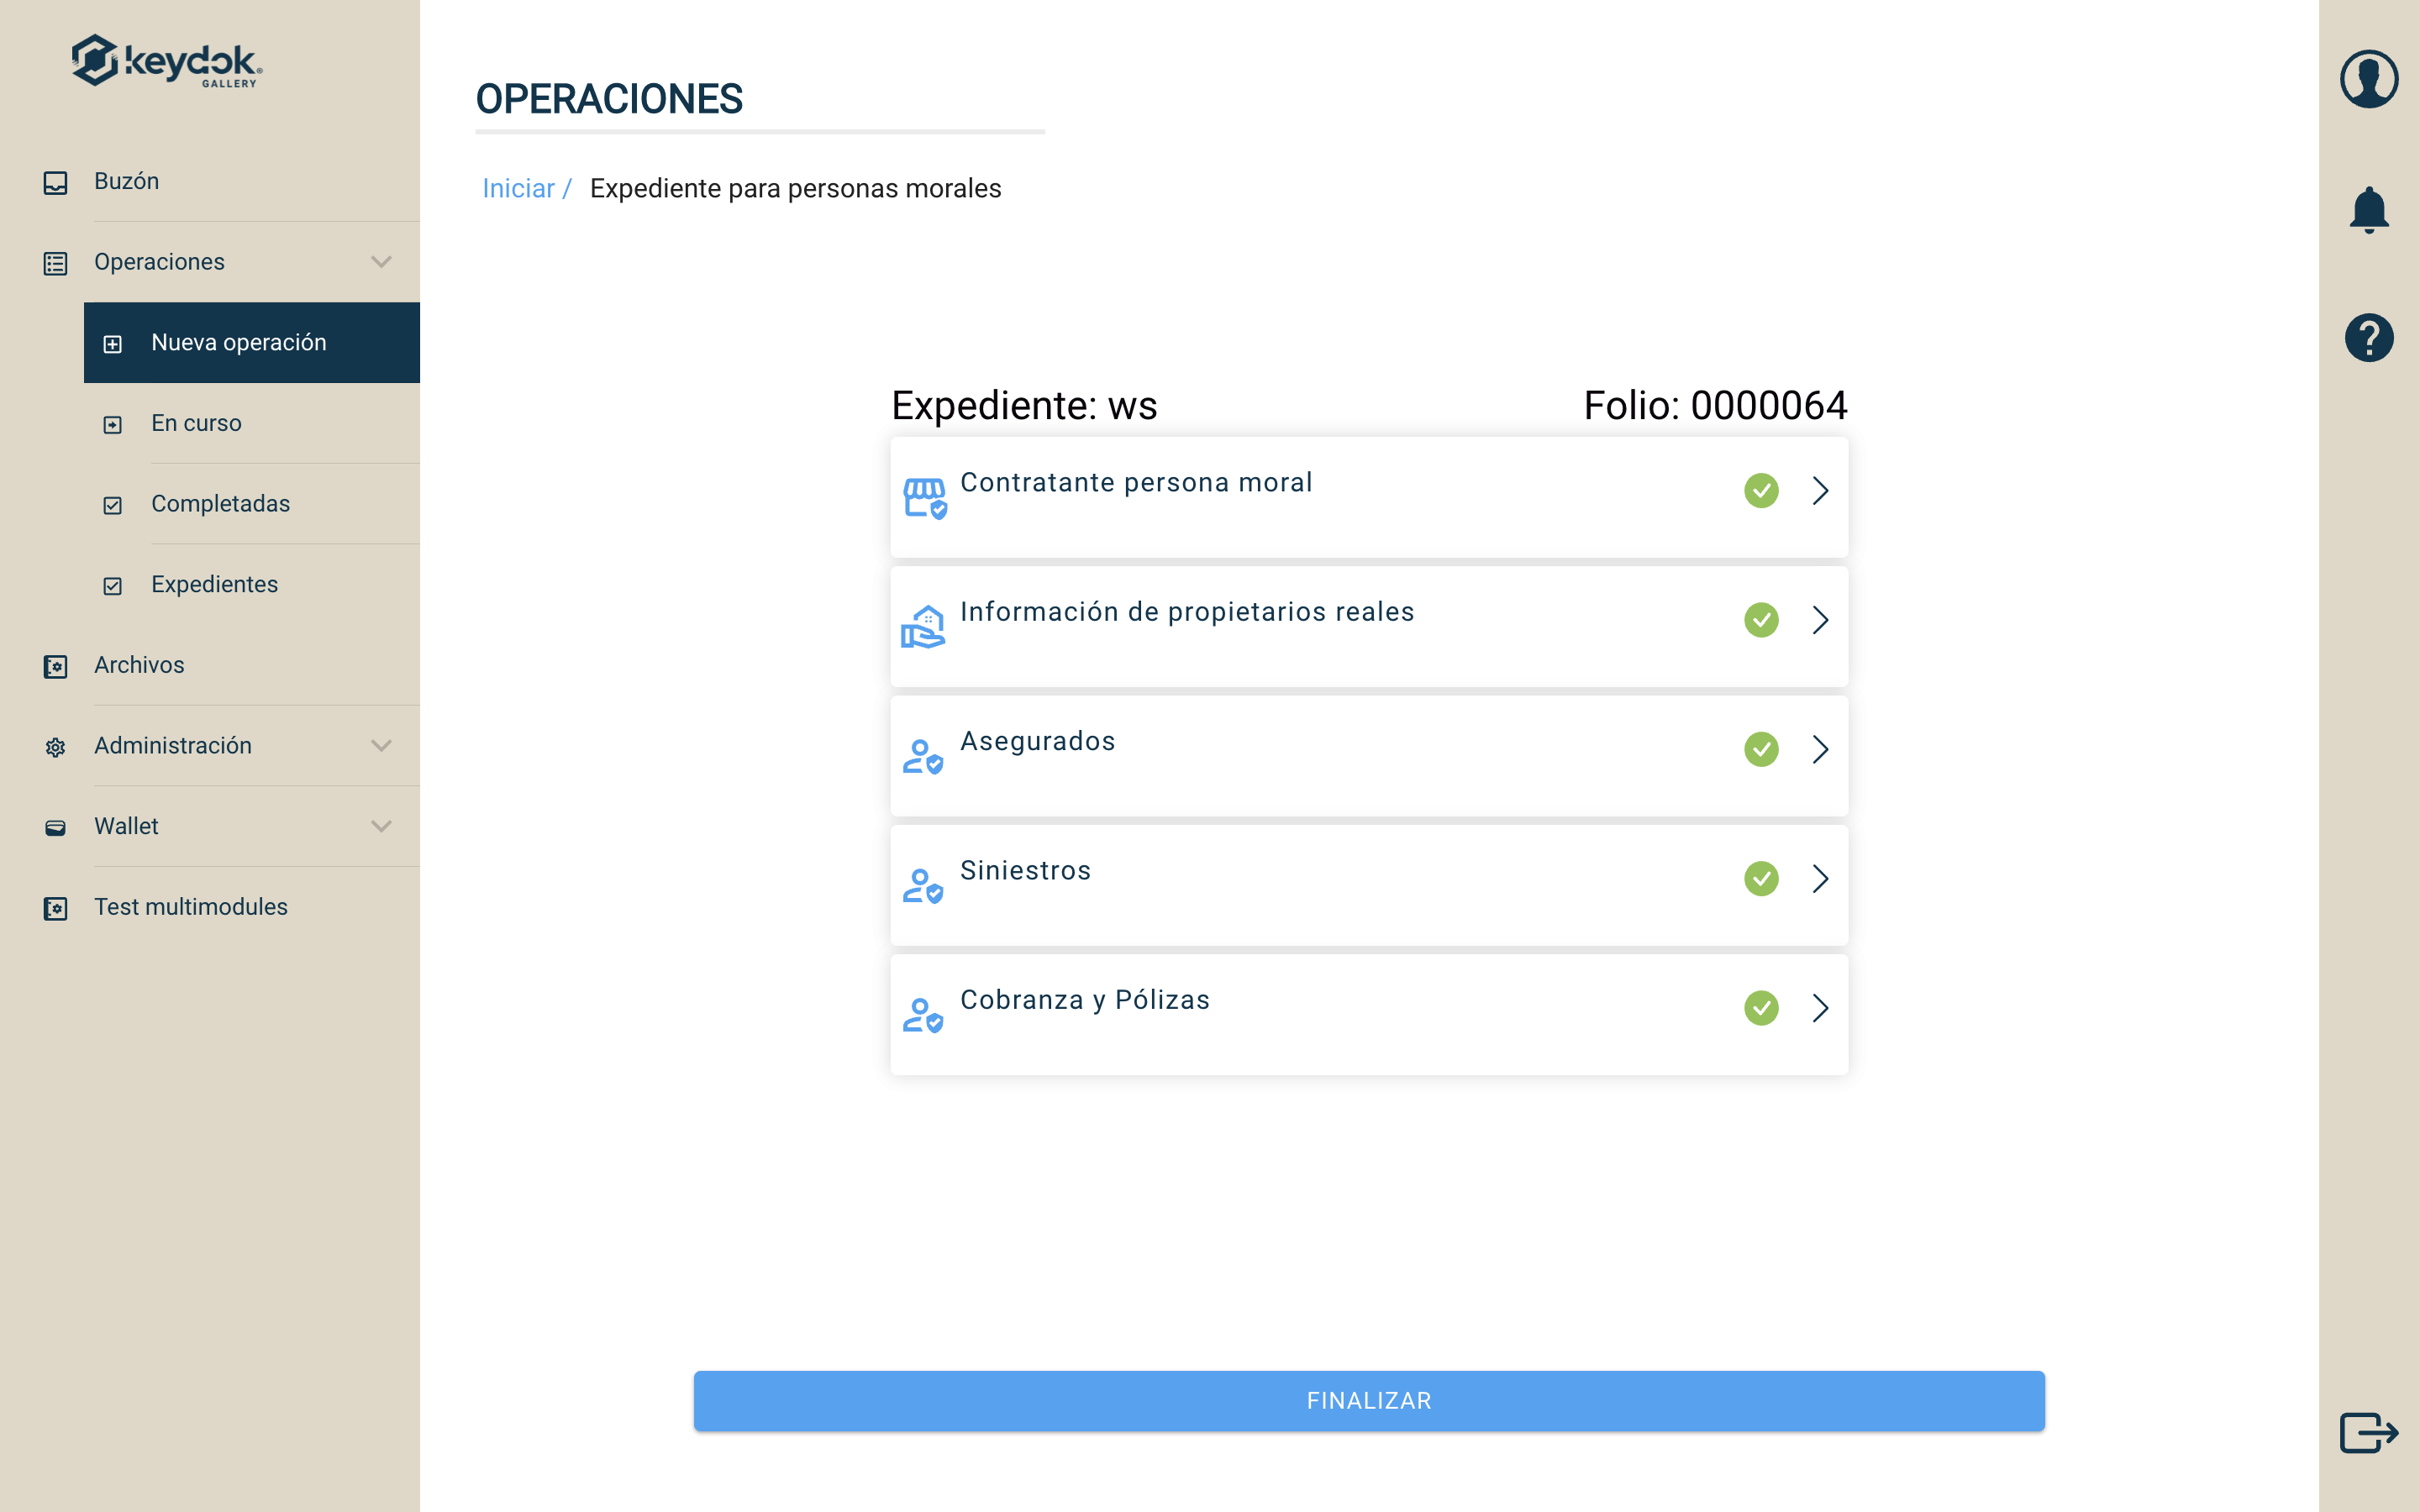 keydok®
GALLERY
Buzón
Operaciones
Nueva operación
En curso
Completadas
Expedientes
Archivos
Administración
Wallet
Test multimodules
OPERACIONES
Iniciar / Expediente para personas morales
Expediente: ws Folio: 0000064
Contratante persona moral
Información de propietarios reales
Asegurados
Siniestros
Cobranza y Pólizas
FINALIZAR